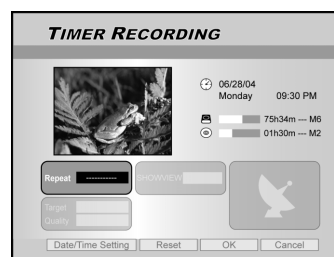 TIMER RECORDING
06/28/04
Monday 09:30 PM
75h34m --- M6
01h30m --- M2
Repeat -----------
SHOWVIEW
Target
Quality
Date/Time Setting Reset OK Cancel